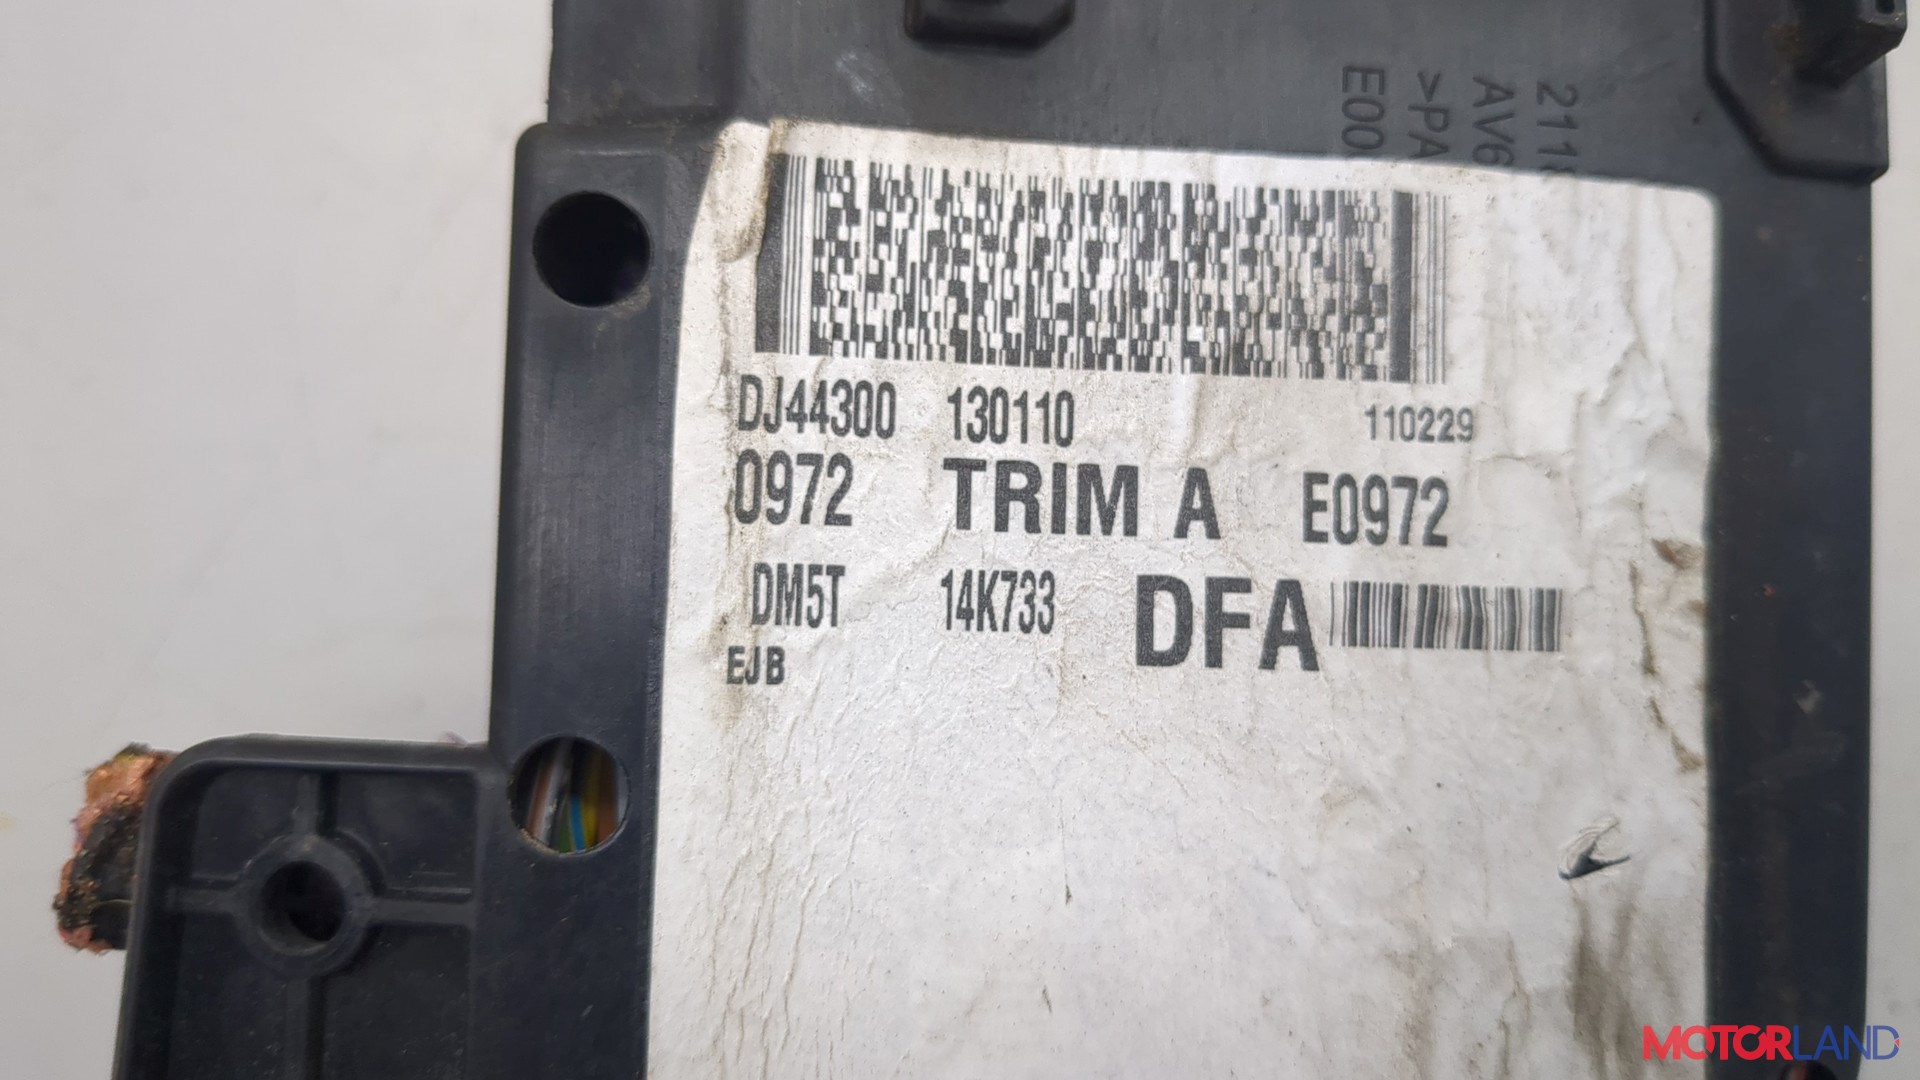 DJ44300 130110 110229
0972 TRIM A E0972
DM5T 14K733 DFA
EJB
MOTORLAND